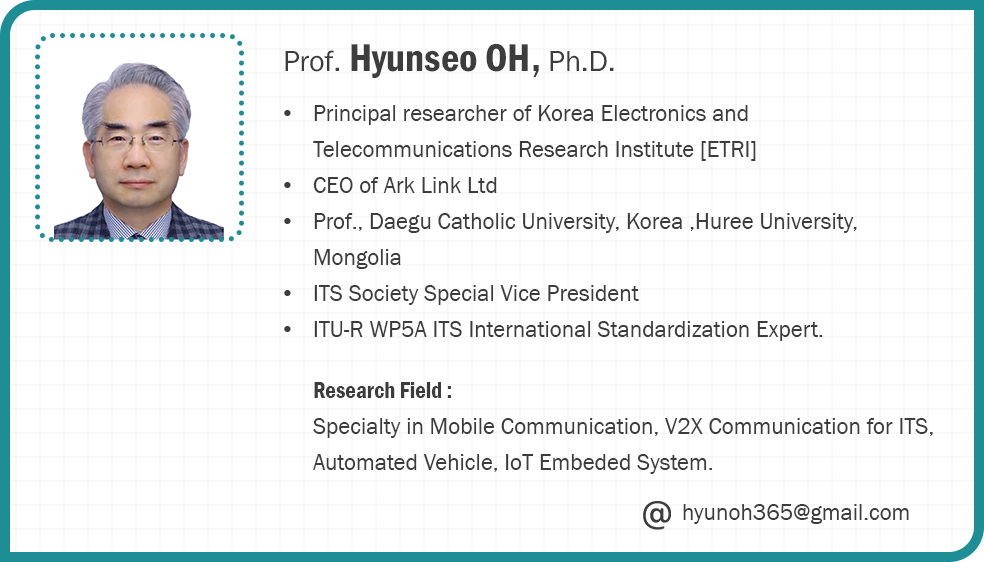 Prof. Hyunseo OH, Ph.D.
• Principal researcher of Korea Electronics and
Telecommunications Research Institute [ETRI]
• CEO of Ark Link Ltd
• Prof., Daegu Catholic University, Korea ,Huree University,
Mongolia
• ITS Society Special Vice President
• ITU-R WP5A ITS International Standardization Expert.
Research Field :
Specialty in Mobile Communication, V2X Communication for ITS,
Automated Vehicle, IoT Embeded System.
@ hyunoh365@gmail.com